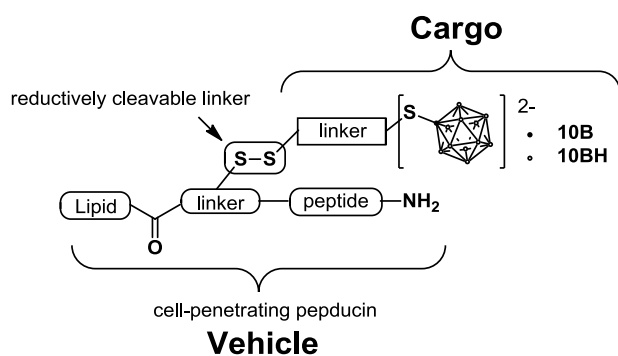 Cargo
reductively cleavable linker
S
2-
linker
10B
10BH
S–S
Lipid
linker
peptide
NH2
O
cell-penetrating pepducin
Vehicle